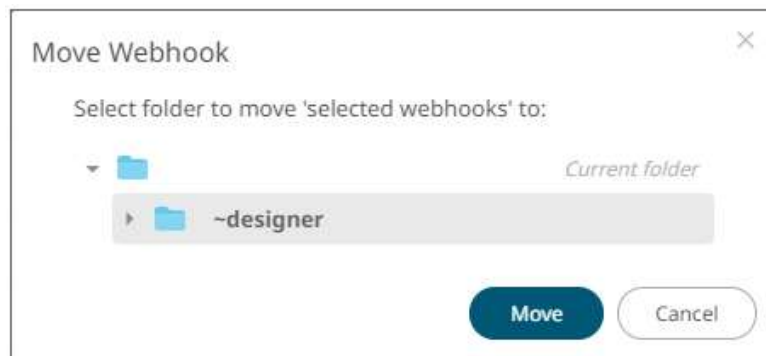 Move Webhook
Select folder to move 'selected webhooks' to:
Current folder
~designer
Move Cancel